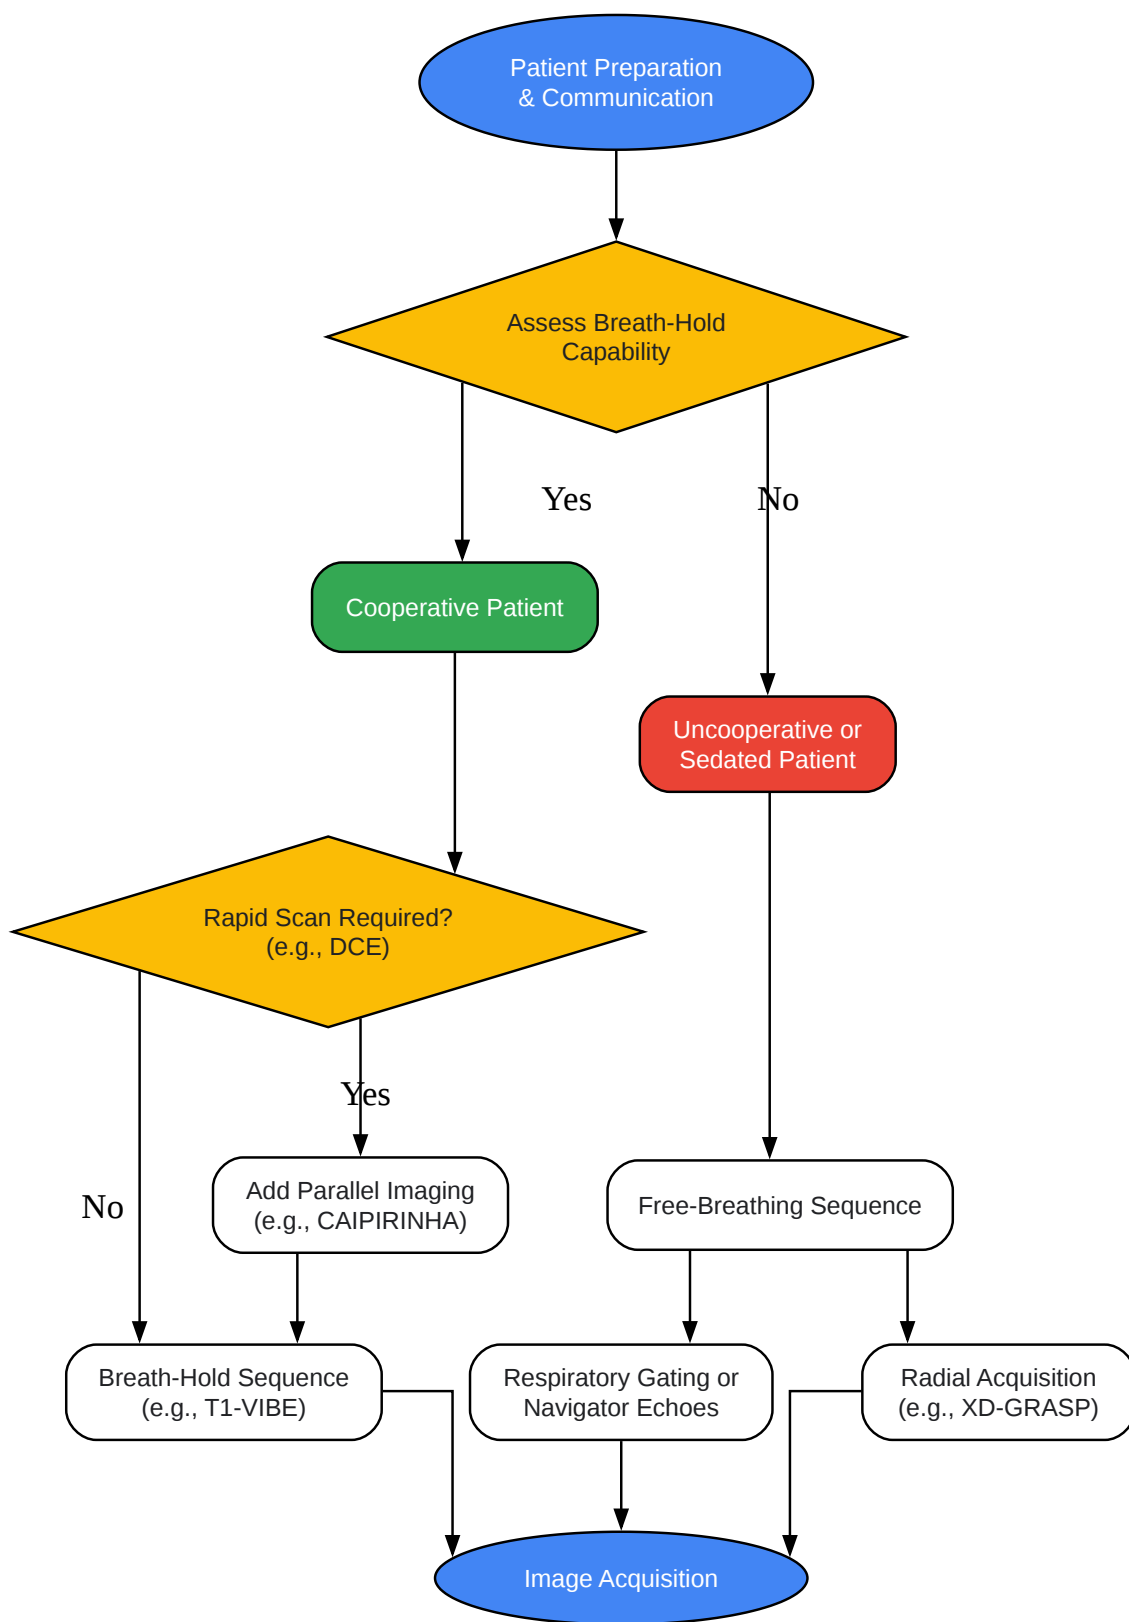 Patient Preparation
& Communication
Assess Breath-Hold
Capability
Yes
No
Cooperative Patient
Uncooperative or
Sedated Patient
Rapid Scan Required?
(e.g., DCE)
Yes
No
Add Parallel Imaging
(e.g., CAIPIRINHA)
Free-Breathing Sequence
Breath-Hold Sequence
(e.g., T1-VIBE)
Respiratory Gating or
Navigator Echoes
Radial Acquisition
(e.g., XD-GRASP)
Image Acquisition